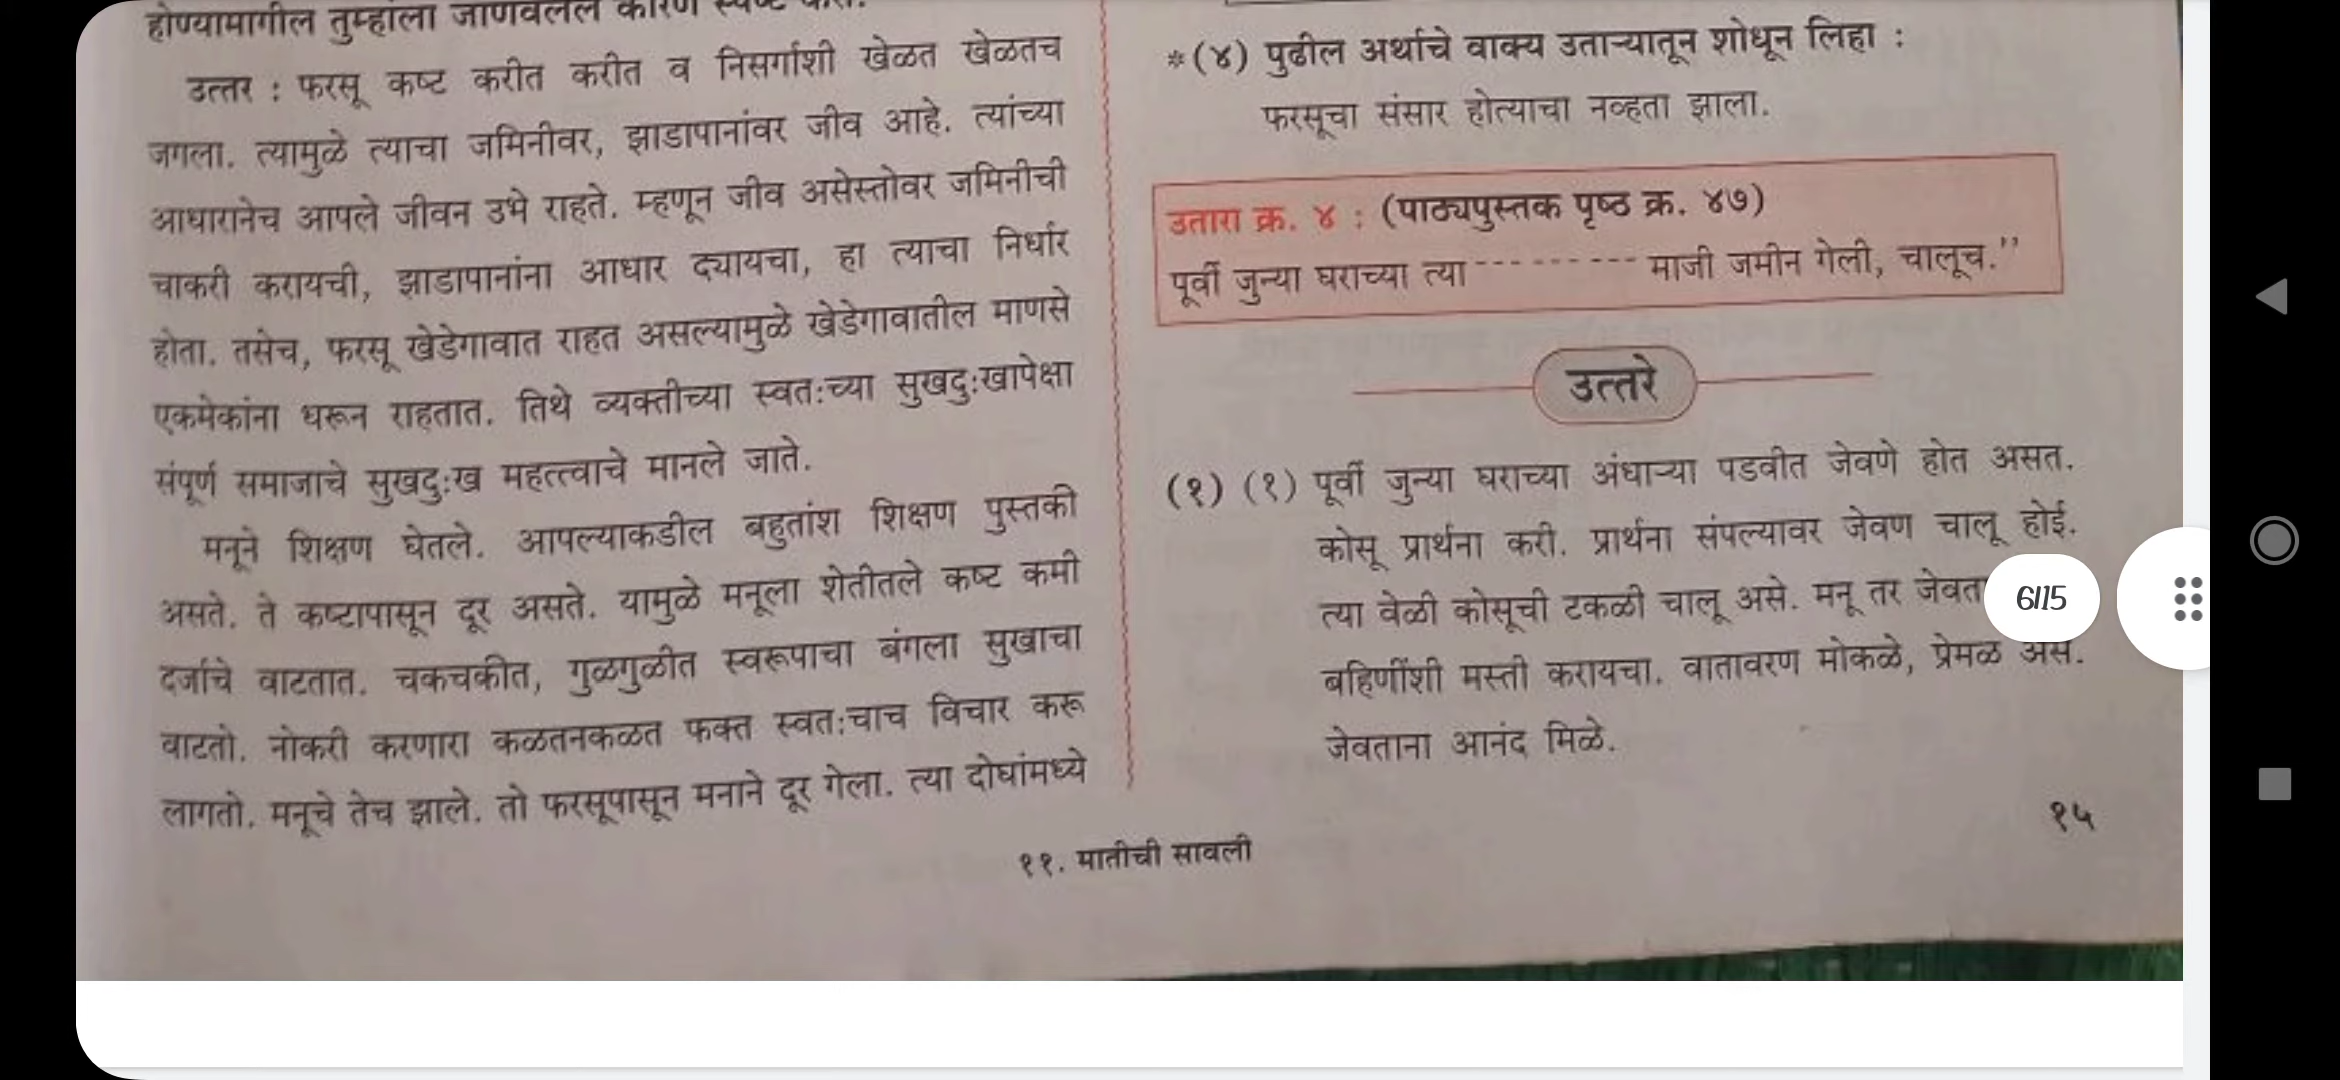 होण्यामागील तुम्हांला जाणवलेले कारण स्पष्ट करा.
उत्तर : फरसू कष्ट करीत करीत व निसर्गाशी खेळत खेळतच
जगला. त्यामुळे त्याचा जमिनीवर, झाडापानांवर जीव आहे. त्यांच्या
आधारानेच आपले जीवन उभे राहते. म्हणून जीव असेस्तोवर जमिनीची
चाकरी करायची, झाडापानांना आधार द्यायचा, हा त्याचा निर्धार
होता. तसेच, फरसू खेडेगावात राहत असल्यामुळे खेडेगावातील माणसे
एकमेकांना धरून राहतात. तिथे व्यक्तीच्या स्वतःच्या सुखदुःखापेक्षा
संपूर्ण समाजाचे सुखदुःख महत्त्वाचे मानले जाते.
मनूने शिक्षण घेतले. आपल्याकडील बहुतांश शिक्षण पुस्तकी
असते. ते कष्टापासून दूर असते. यामुळे मनूला शेतीतले कष्ट कमी
दर्जाचे वाटतात. चकचकीत, गुळगुळीत स्वरूपाचा बंगला सुखाचा
वाटतो. नोकरी करणारा कळतनकळत फक्त स्वतःचाच विचार करू
लागतो. मनूचे तेच झाले. तो फरसूपासून मनाने दूर गेला. त्या दोघांमध्ये
*(४) पुढील अर्थाचे वाक्य उताऱ्यातून शोधून लिहा :
फरसूचा संसार होत्याचा नव्हता झाला.
उतारा क्र. ४ : (पाठ्यपुस्तक पृष्ठ क्र. ४७)
पूर्वी जुन्या घराच्या त्या --------- माजी जमीन गेली, चालूच.”
उत्तरे
(१) (१) पूर्वी जुन्या घराच्या अंधाऱ्या पडवीत जेवणे होत असत.
कोसू प्रार्थना करी. प्रार्थना संपल्यावर जेवण चालू होई.
त्या वेळी कोसूची टकळी चालू असे. मनू तर जेवता
बहिणींशी मस्ती करायचा. वातावरण मोकळे, प्रेमळ असे.
जेवताना आनंद मिळे.
6/15
१५
११. मातीची सावली